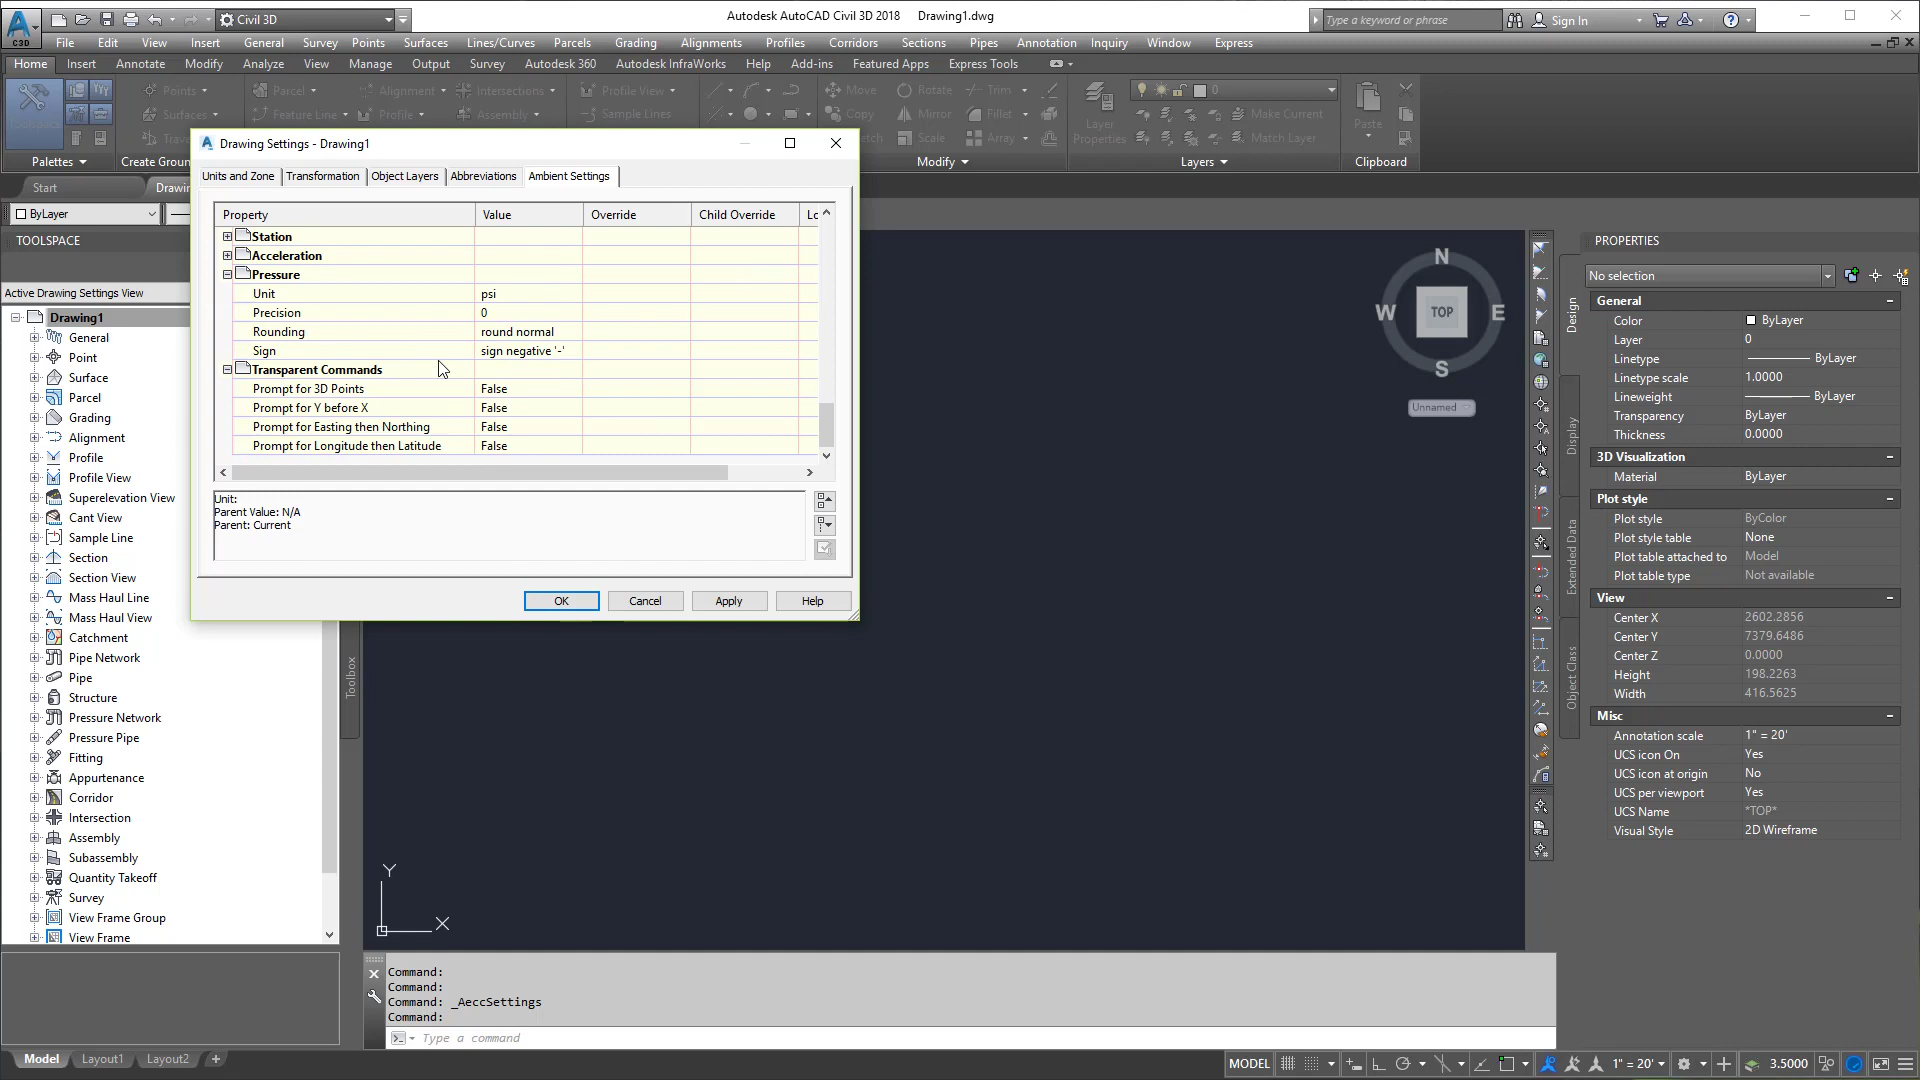 C3D
Civil 3D
Autodesk AutoCAD Civil 3D 2018 Drawing1.dwg
Type a keyword or phrase
Sign In
File Edit View Insert General Survey Points Surfaces Lines/Curves Parcels Grading Alignments Profiles Corridors Sections Pipes Annotation Inquiry Window Express
Home Insert Annotate Modify Analyze View Manage Output Survey Autodesk 360 Autodesk InfraWorks Help Add-ins Featured Apps Express Tools
Points Parcel Alignment Intersections Profile View Move Rotate Trim 0
Surfaces Feature Line Profile Assembly Sample Lines Copy Mirror Fillet Make Current
Scale Array Layer Properties Match Layer Paste
Palettes Create Groun Modify Layers Clipboard
Start Drawin
ByLayer
TOOLSPACE
Active Drawing Settings View
Drawing1
General
Point
Surface
Parcel
Grading
Alignment
Profile
Profile View
Superelevation View
Cant View
Sample Line
Section
Section View
Mass Haul Line
Mass Haul View
Catchment
Pipe Network
Pipe
Structure
Pressure Network
Pressure Pipe
Fitting
Appurtenance
Corridor
Intersection
Assembly
Subassembly
Quantity Takeoff
Survey
View Frame Group
View Frame
Toolbox
Drawing Settings - Drawing1
Units and Zone Transformation Object Layers Abbreviations Ambient Settings
Property Value Override Child Override Lo
Station
Acceleration
Pressure
Unit psi
Precision 0
Rounding round normal
Sign sign negative '-'
Transparent Commands
Prompt for 3D Points False
Prompt for Y before X False
Prompt for Easting then Northing False
Prompt for Longitude then Latitude False
Unit:
Parent Value: N/A
Parent: Current
OK Cancel Apply Help
N
W TOP E
S
Unnamed
Y
X
Command:
Command:
Command: _AeccSettings
Command:
Type a command
PROPERTIES
No selection
Design
Display
Extended Data
Object Class
General
Color ByLayer
Layer 0
Linetype ByLayer
Linetype scale 1.0000
Lineweight ByLayer
Transparency ByLayer
Thickness 0.0000
3D Visualization
Material ByLayer
Plot style
Plot style ByColor
Plot style table None
Plot table attached to Model
Plot table type Not available
View
Center X 2602.2856
Center Y 7379.6486
Center Z 0.0000
Height 198.2263
Width 416.5625
Misc
Annotation scale 1" = 20'
UCS icon On Yes
UCS icon at origin No
UCS per viewport Yes
UCS Name *TOP*
Visual Style 2D Wireframe
Model Layout1 Layout2 +
MODEL 1" = 20' 3.5000